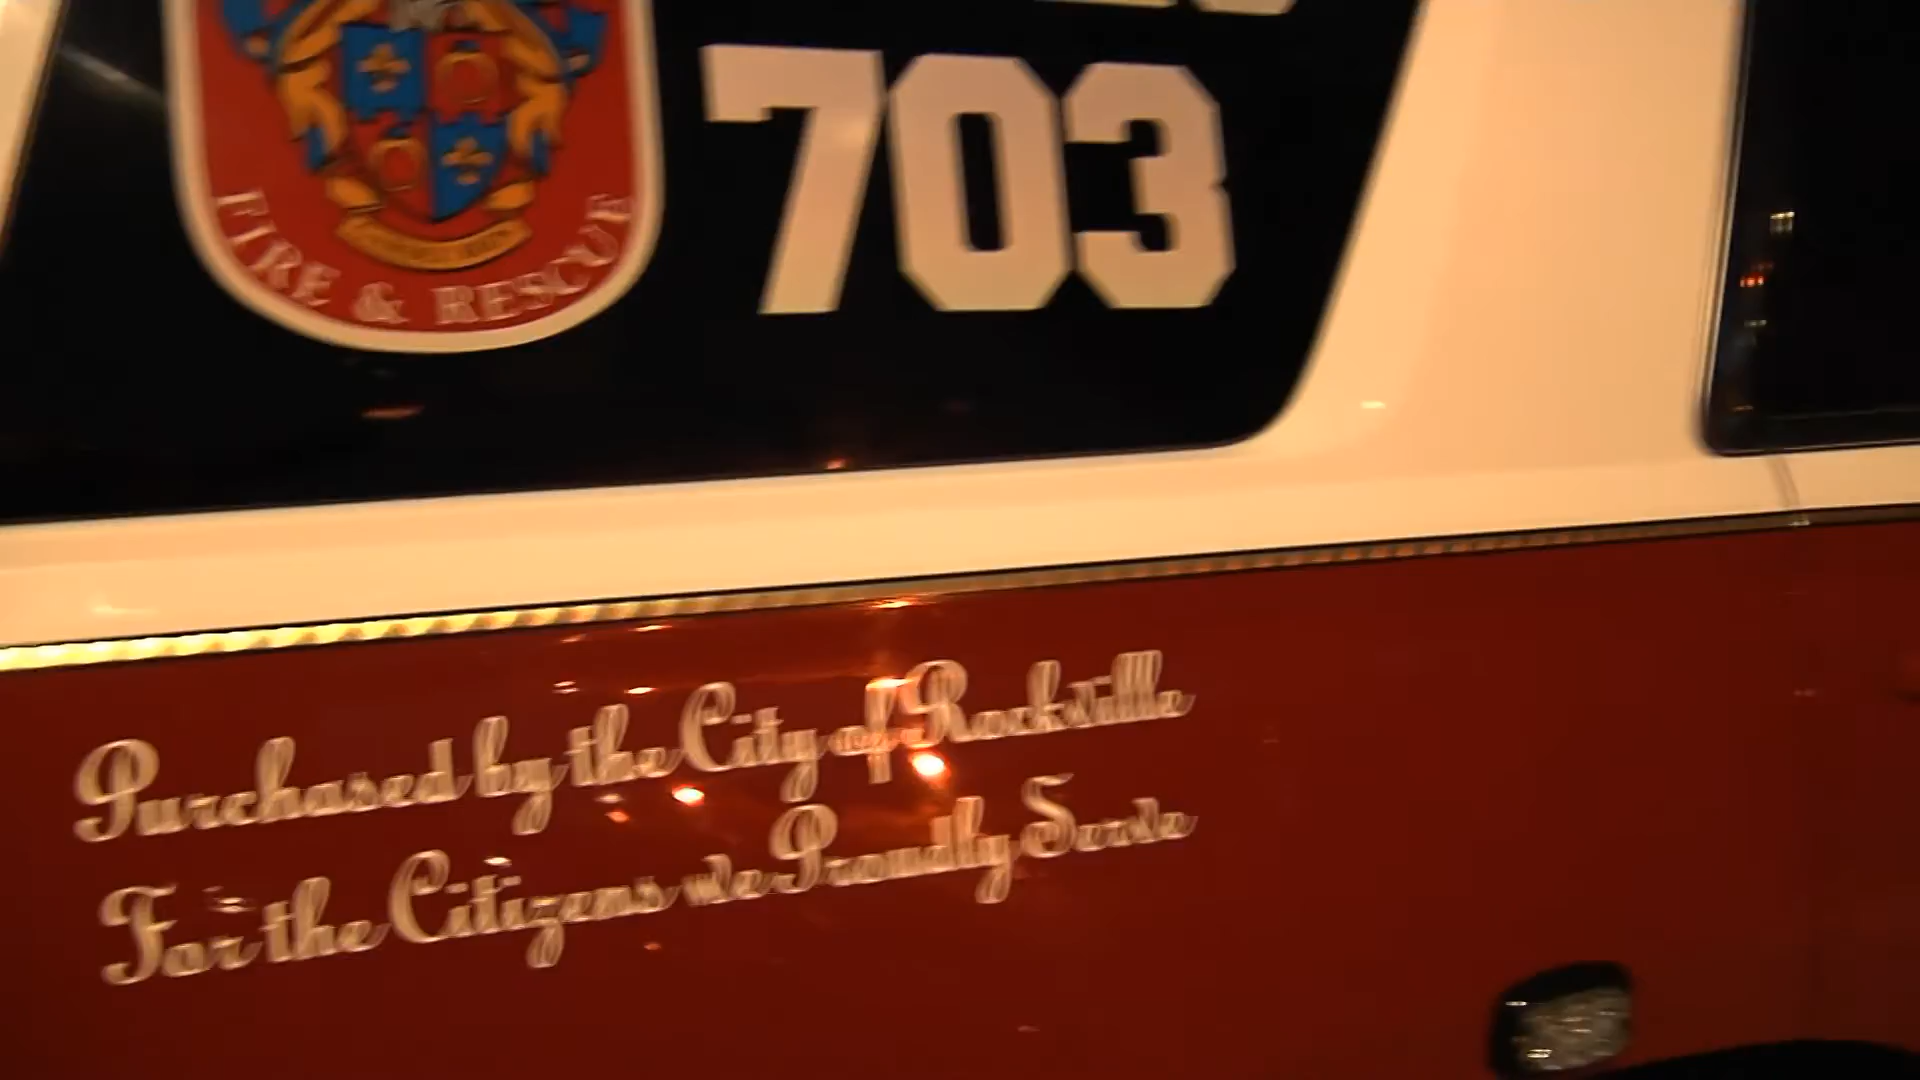 703
FIRE & RESCUE
Purchased by the City of Rockville
For the Citizens we Proudly Serve